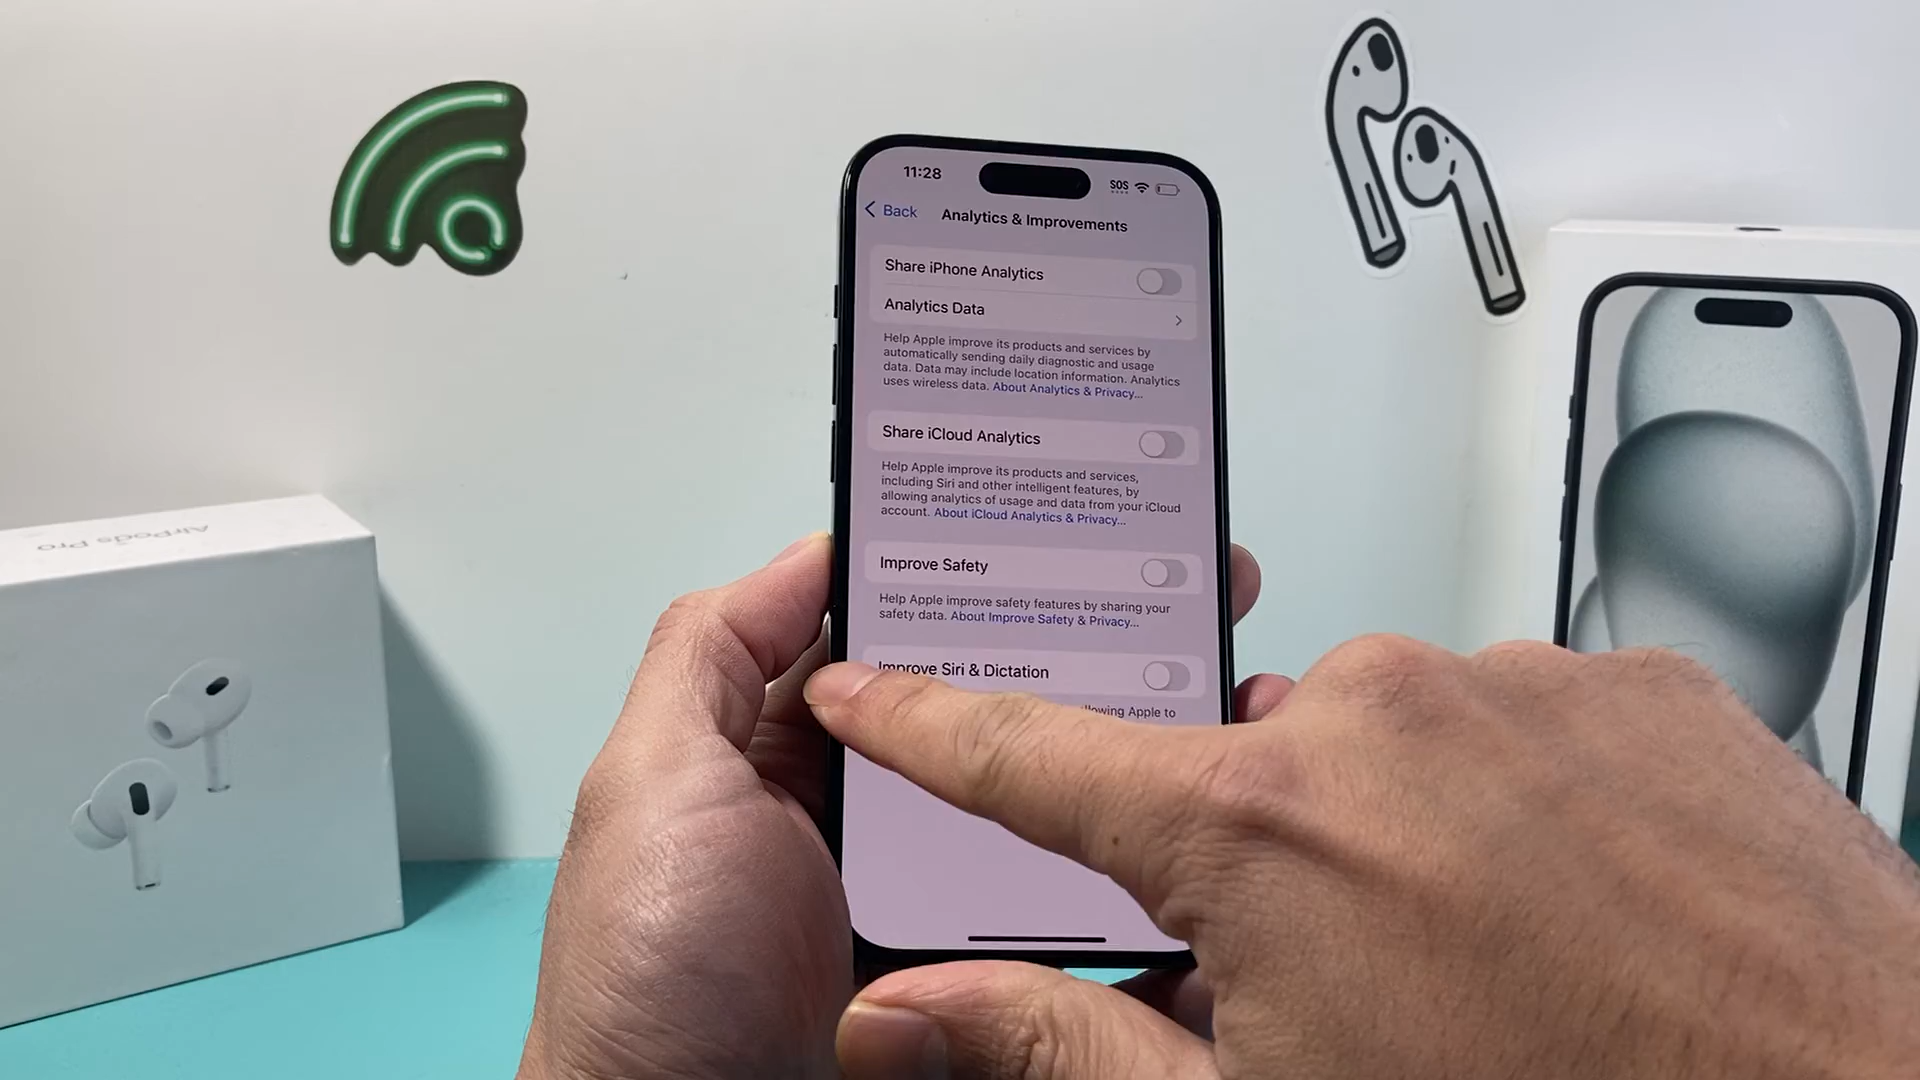 11:28
SOS
Back
Analytics & Improvements
Share iPhone Analytics
Analytics Data
Help Apple improve its products and services by
automatically sending daily diagnostic and usage
data. Data may include location information. Analytics
uses wireless data. About Analytics & Privacy...
Share iCloud Analytics
Help Apple improve its products and services,
including Siri and other intelligent features, by
allowing analytics of usage and data from your iCloud
account. About iCloud Analytics & Privacy...
Improve Safety
Help Apple improve safety features by sharing your
safety data. About Improve Safety & Privacy...
Improve Siri & Dictation
Apple to
AirPods Pro